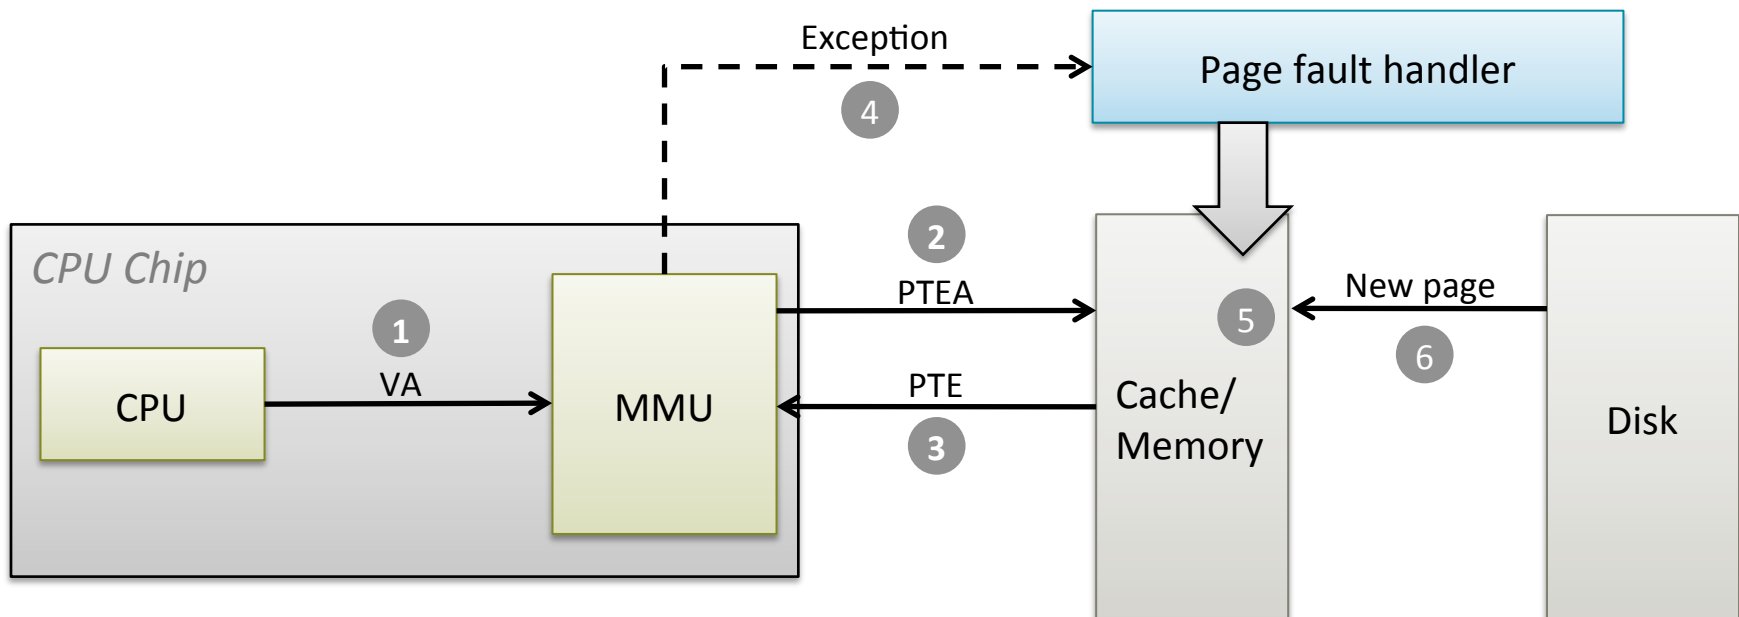 Exception
Page fault handler
4
2
CPU Chip
PTEA
New page
1
5
6
VA
PTE
CPU
MMU
Cache/
Memory
Disk
3